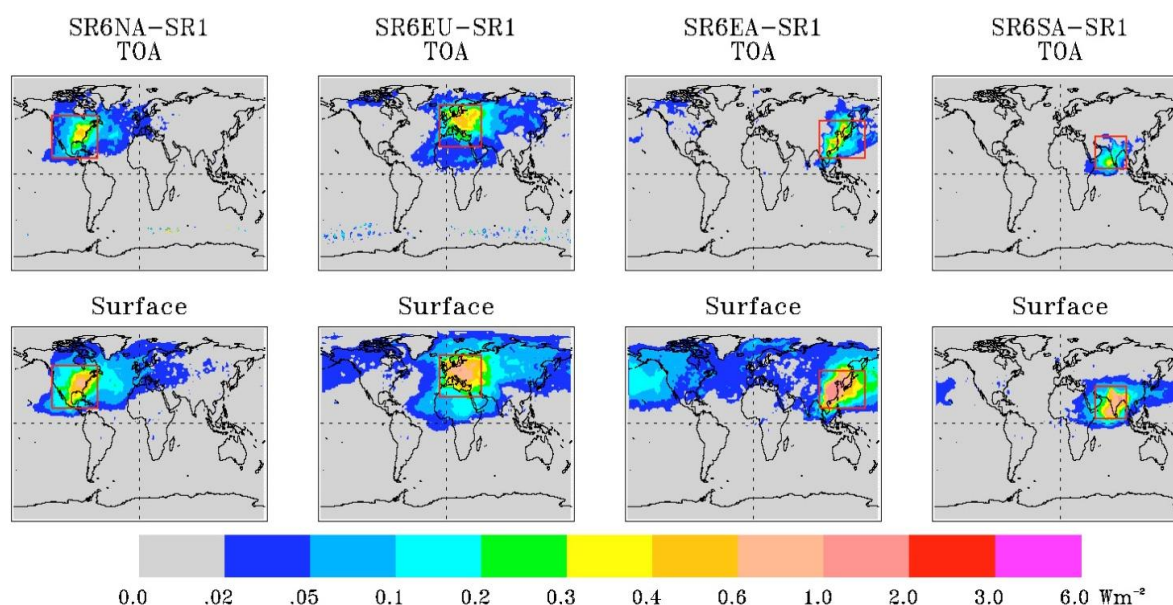 SR6NA-SR1 SR6EU-SR1 SR6EA-SR1 SR6SA-SR1
TOA TOA TOA TOA
Surface Surface Surface Surface
0.0 .02 .05 0.1 0.2 0.3 0.4 0.6 1.0 2.0 3.0 6.0 Wm⁻²